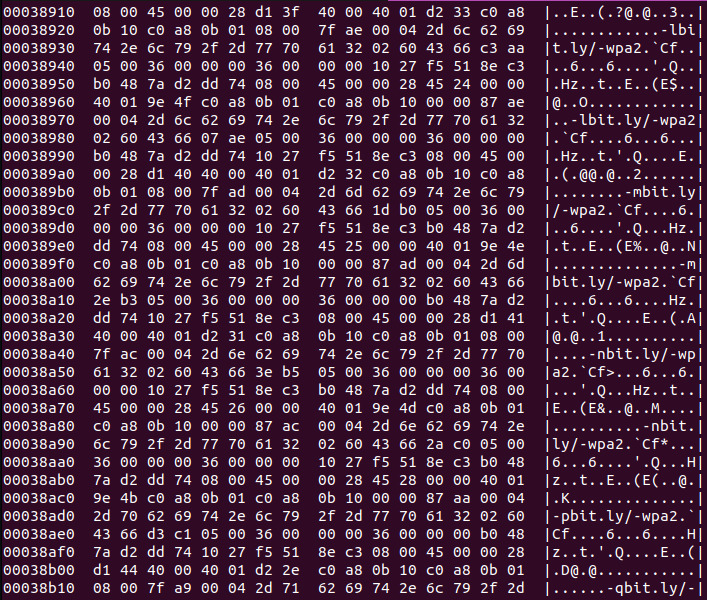 00038910  08 00 45 00 00 28 d1 3f  40 00 40 01 d2 33 c0 a8  |..E..(.?@.@..3..|
00038920  0b 10 c0 a8 0b 01 08 00  7f ae 00 04 2d 6c 62 69  |............-lbi|
00038930  74 2e 6c 79 2f 2d 77 70  61 32 02 60 43 66 c3 aa  |t.ly/-wpa2.`Cf..|
00038940  05 00 36 00 00 00 36 00  00 00 10 27 f5 51 8e c3  |..6...6....'.Q..|
00038950  b0 48 7a d2 dd 74 08 00  45 00 00 28 45 24 00 00  |.Hz..t..E..(E$..|
00038960  40 01 9e 4f c0 a8 0b 01  c0 a8 0b 10 00 00 87 ae  |@..O............|
00038970  00 04 2d 6c 62 69 74 2e  6c 79 2f 2d 77 70 61 32  |..-lbit.ly/-wpa2|
00038980  02 60 43 66 07 ae 05 00  36 00 00 00 36 00 00 00  |.`Cf....6...6...|
00038990  b0 48 7a d2 dd 74 10 27  f5 51 8e c3 08 00 45 00  |.Hz..t.'.Q....E.|
000389a0  00 28 d1 40 40 00 40 01  d2 32 c0 a8 0b 10 c0 a8  |.(.@@.@..2......|
000389b0  0b 01 08 00 7f ad 00 04  2d 6d 62 69 74 2e 6c 79  |........-mbit.ly|
000389c0  2f 2d 77 70 61 32 02 60  43 66 1d b0 05 00 36 00  |/-wpa2.`Cf....6.|
000389d0  00 00 36 00 00 00 10 27  f5 51 8e c3 b0 48 7a d2  |..6....'.Q...Hz.|
000389e0  dd 74 08 00 45 00 00 28  45 25 00 00 40 01 9e 4e  |.t..E..(E%..@..N|
000389f0  c0 a8 0b 01 c0 a8 0b 10  00 00 87 ad 00 04 2d 6d  |..............-m|
00038a00  62 69 74 2e 6c 79 2f 2d  77 70 61 32 02 60 43 66  |bit.ly/-wpa2.`Cf|
00038a10  2e b3 05 00 36 00 00 00  36 00 00 00 b0 48 7a d2  |....6...6....Hz.|
00038a20  dd 74 10 27 f5 51 8e c3  08 00 45 00 00 28 d1 41  |.t.'.Q....E..(.A|
00038a30  40 00 40 01 d2 31 c0 a8  0b 10 c0 a8 0b 01 08 00  |@.@..1..........|
00038a40  7f ac 00 04 2d 6e 62 69  74 2e 6c 79 2f 2d 77 70  |....-nbit.ly/-wp|
00038a50  61 32 02 60 43 66 3e b5  05 00 36 00 00 00 36 00  |a2.`Cf>...6...6.|
00038a60  00 00 10 27 f5 51 8e c3  b0 48 7a d2 dd 74 08 00  |...'.Q...Hz..t..|
00038a70  45 00 00 28 45 26 00 00  40 01 9e 4d c0 a8 0b 01  |E..(E&..@..M....|
00038a80  c0 a8 0b 10 00 00 87 ac  00 04 2d 6e 62 69 74 2e  |..........-nbit.|
00038a90  6c 79 2f 2d 77 70 61 32  02 60 43 66 2a c0 05 00  |ly/-wpa2.`Cf*...|
00038aa0  36 00 00 00 36 00 00 00  10 27 f5 51 8e c3 b0 48  |6...6....'.Q...H|
00038ab0  7a d2 dd 74 08 00 45 00  00 28 45 28 00 00 40 01  |z..t..E..(E(..@.|
00038ac0  9e 4b c0 a8 0b 01 c0 a8  0b 10 00 00 87 aa 00 04  |.K..............|
00038ad0  2d 70 62 69 74 2e 6c 79  2f 2d 77 70 61 32 02 60  |-pbit.ly/-wpa2.`|
00038ae0  43 66 d3 c1 05 00 36 00  00 00 36 00 00 00 b0 48  |Cf....6...6....H|
00038af0  7a d2 dd 74 10 27 f5 51  8e c3 08 00 45 00 00 28  |z..t.'.Q....E..(|
00038b00  d1 44 40 00 40 01 d2 2e  c0 a8 0b 10 c0 a8 0b 01  |.D@.@...........|
00038b10  08 00 7f a9 00 04 2d 71  62 69 74 2e 6c 79 2f 2d  |......-qbit.ly/-|